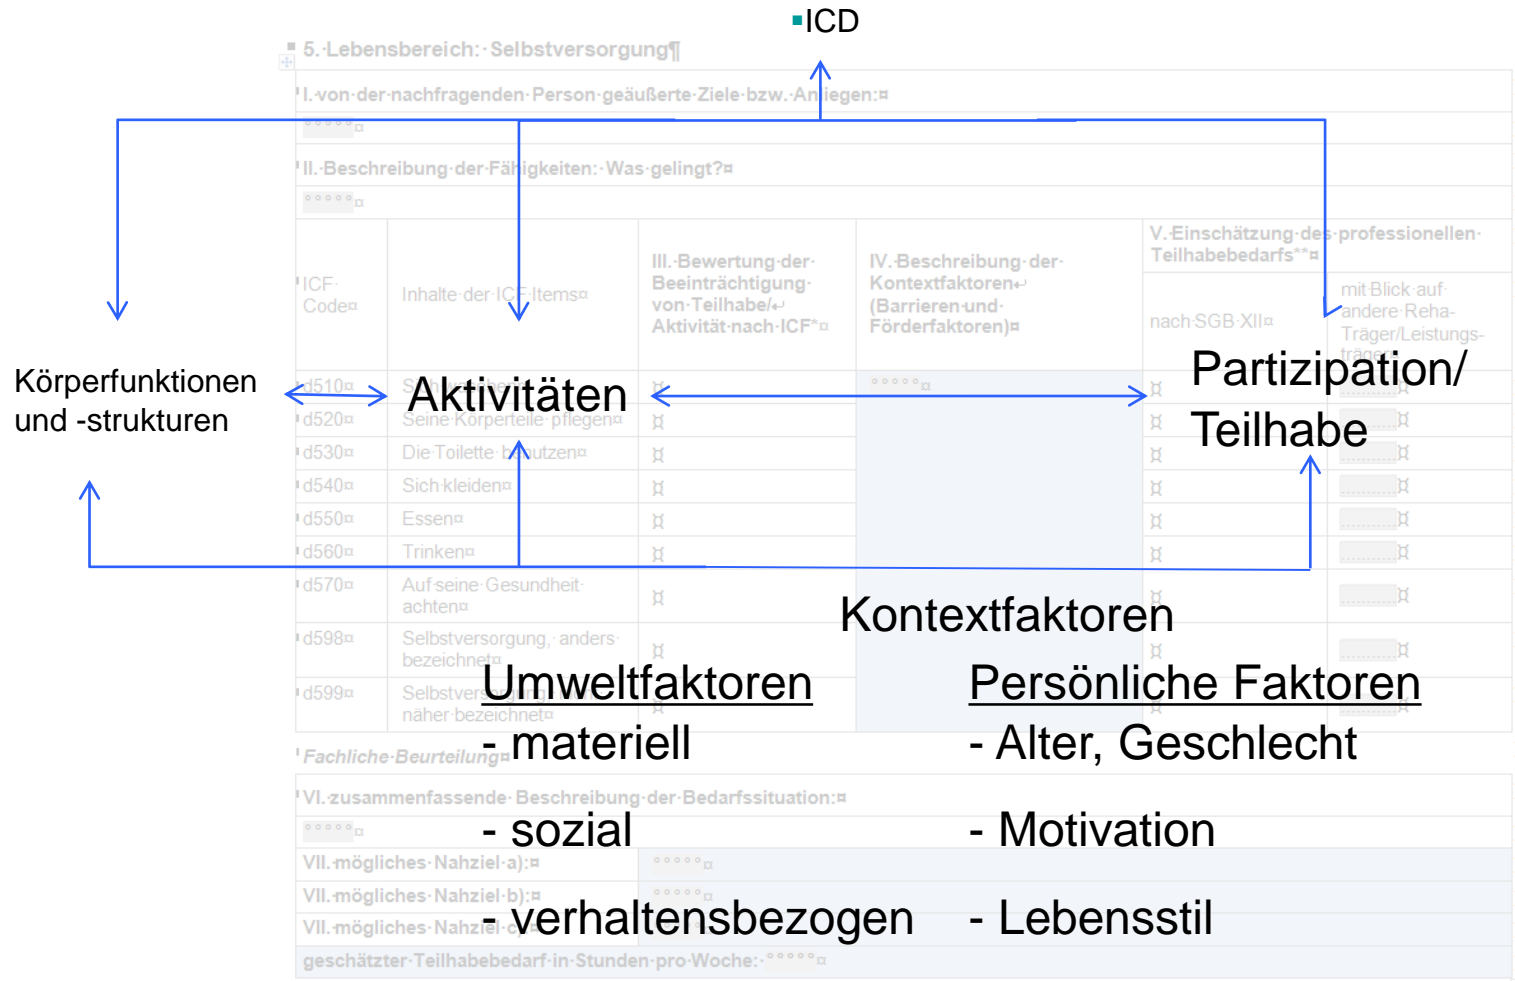 ICD
5. Lebensbereich: Selbstversorgung¶
I. von der nachfragenden Person geäußerte Ziele bzw. Anliegen:¤
°°°°°¤
II. Beschreibung der Fähigkeiten: Was gelingt?¤
°°°°°¤
ICF
Code¤
Inhalte der ICF-Items¤
III. Bewertung der
Beeinträchtigung
von Teilhabe/↵
Aktivität nach ICF*¤
IV. Beschreibung der
Kontextfaktoren↵
(Barrieren und
Förderfaktoren)¤
V. Einschätzung des professionellen
Teilhabebedarfs**¤
nach SGB XII¤
mit Blick auf
andere Reha-
Träger/Leistungs-
Körperfunktionen
und -strukturen
Aktivitäten
Partizipation/
Teilhabe
d510¤ ¤ °°°°°¤ ¤ ¤
d520¤ Seine Körperteile pflegen¤ ¤ ¤ ¤
d530¤ Die Toilette benutzen¤ ¤ ¤ ¤
d540¤ Sich kleiden¤ ¤ ¤ ¤
d550¤ Essen¤ ¤ ¤ ¤
d560¤ Trinken¤ ¤ ¤ ¤
d570¤ Auf seine Gesundheit
achten¤ ¤ ¤ ¤
Kontextfaktoren
d598¤ Selbstversorgung, anders
bezeichnet¤ ¤ ¤ ¤
d599¤
näher bezeichnet¤ ¤ ¤ ¤
Umweltfaktoren
- materiell
- sozial
- verhaltensbezogen
Persönliche Faktoren
- Alter, Geschlecht
- Motivation
- Lebensstil
Fachliche Beurteilung¤
VI. zusammenfassende Beschreibung der Bedarfssituation:¤
°°°°°¤
VII. mögliches Nahziel a):¤ °°°°°¤
VII. mögliches Nahziel b):¤ °°°°°¤
VII. mögliches Nahziel c)
geschätzter Teilhabebedarf in Stunden pro Woche: °°°°°¤